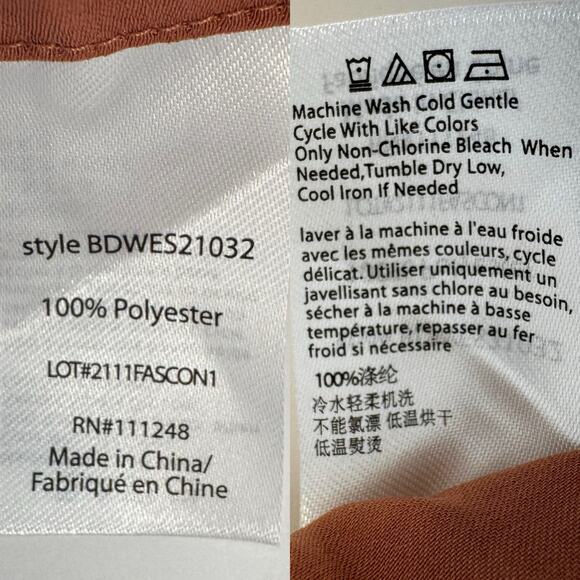 style BDWES21032
100% Polyester
LOT#2111FASCON1
RN#111248
Made in China/
Fabriqué en Chine
Machine Wash Cold Gentle
Cycle With Like Colors
Only Non-Chlorine Bleach When
Needed,Tumble Dry Low,
Cool Iron If Needed
laver à la machine à l'eau froide
avec les mêmes couleurs, cycle
délicat. Utiliser uniquement un
javellisant sans chlore au besoin,
sécher à la machine à basse
température, repasser au fer
froid si nécessaire
100%涤纶
冷水轻柔机洗
不能氯漂 低温烘干
低温熨烫